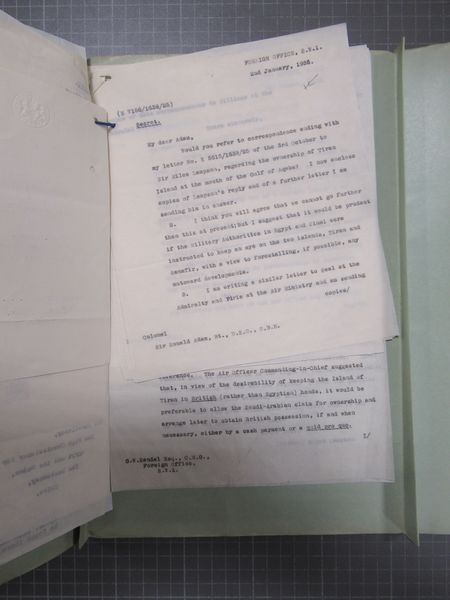 FOREIGN OFFICE, S.W.1.
2nd January, 1936.
(E 7166/1639/25)
Secret.
My dear Adam,
Would you refer to correspondence ending with
my letter No. E 5515/1639/25 of the 3rd October to
Sir Miles Lampson, regarding the ownership of Tiran
Island at the mouth of the Gulf of Aqaba? I now enclose
copies of Lampson's reply and of a further letter I am
sending him in answer.
2. I think you will agree that we cannot go further
than this at present; but I suggest that it would be prudent
if the Military Authorities in Egypt and Sinai were
instructed to keep an eye on the two islands, Tiran and
Senafir, with a view to forestalling, if possible, any
untoward developments.
3. I am writing a similar letter to Seal at the
Admiralty and Pirie at the Air Ministry and am sending
copies/
Colonel
Sir Ronald Adam, Bt., D.S.O., O.B.E.
reference. The Air Officer Commanding-in-Chief suggested
that, in view of the desirability of keeping the Island of
Tiran in British (rather than Egyptian) hands, it would be
preferable to allow the Saudi-Arabian claim for ownership and
arrange later to obtain British possession, if and when
necessary, either by a cash payment or a quid pro quo.
I/
G.W.Rendel Esq., C.M.G.,
Foreign Office.
S.W.1.